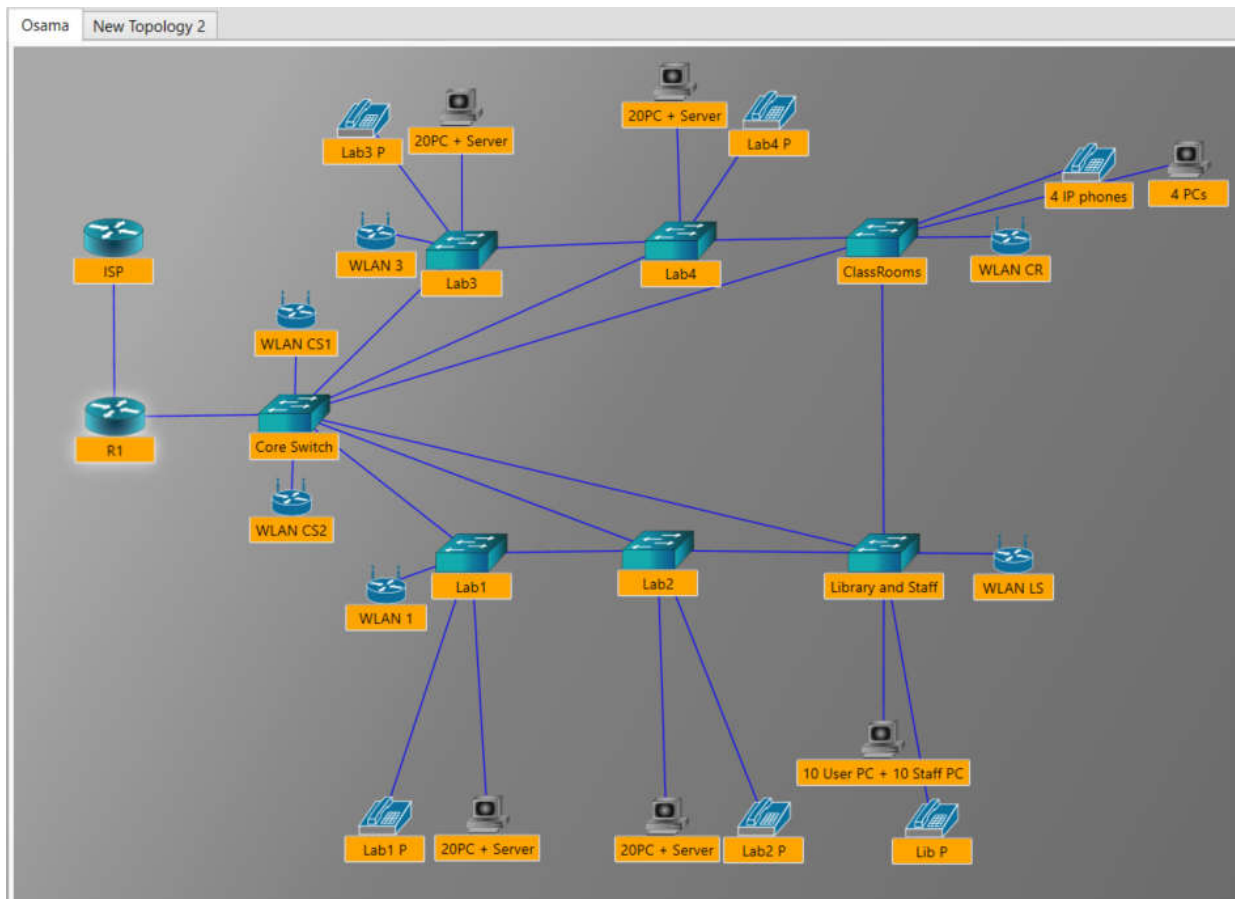 Osama
New Topology 2
20PC + Server
Lab3 P
20PC + Server
Lab4 P
4 IP phones
4 PCs
ISP
WLAN 3
Lab3
Lab4
ClassRooms
WLAN CR
WLAN CS1
R1
Core Switch
WLAN CS2
Lab1
Lab2
Library and Staff
WLAN LS
WLAN 1
10 User PC + 10 Staff PC
Lab1 P
20PC + Server
20PC + Server
Lab2 P
Lib P